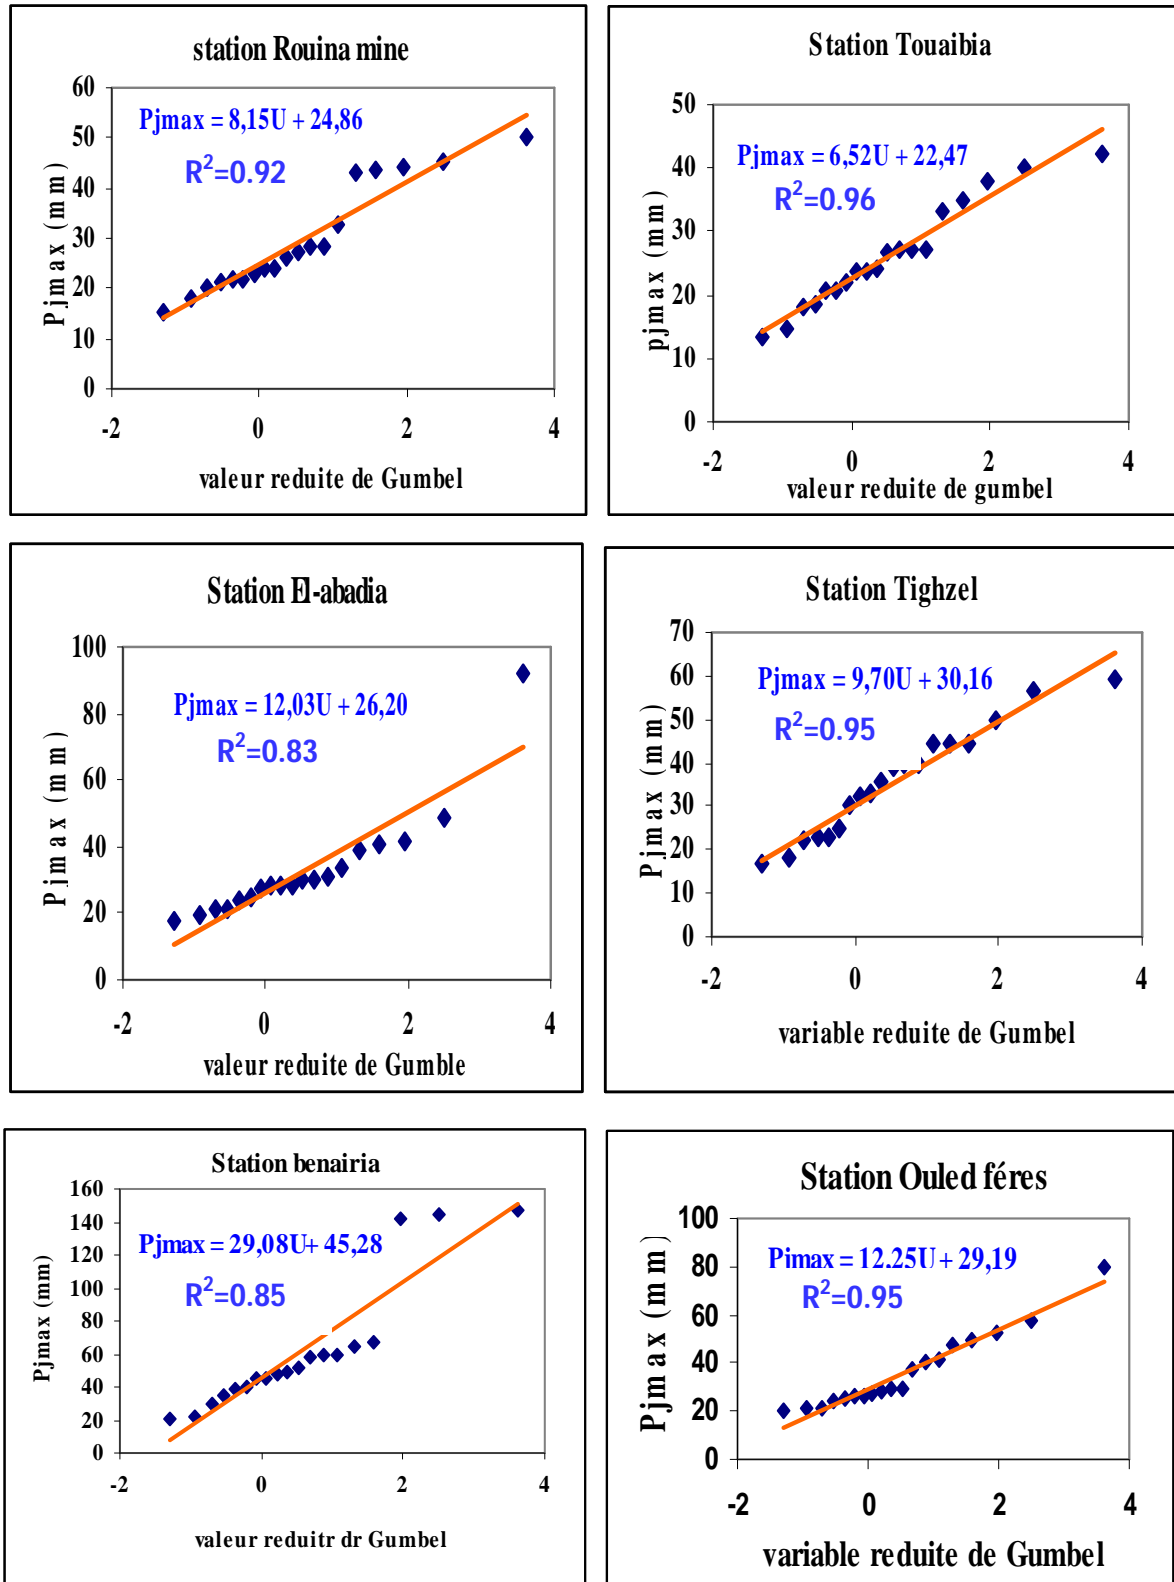 station Rouina mine
Pjmax = 8,15U + 24,86
R²=0.92
Pjmax (mm)
60
50
40
30
20
10
0
-2 0 2 4
valeur reduite de Gumbel
Station Touaibia
Pjmax = 6,52U + 22,47
R²=0.96
pjmax (mm)
50
40
30
20
10
0
-2 0 2 4
valeur reduite de gumbel
Station El-abadia
Pjmax = 12,03U + 26,20
R²=0.83
Pjmax (mm)
100
80
60
40
20
0
-2 0 2 4
valeur reduite de Gumble
Station Tighzel
Pjmax = 9,70U + 30,16
R²=0.95
Pjmax (mm)
70
60
50
40
30
20
10
0
-2 0 2 4
variable reduite de Gumbel
Station benairia
Pjmax = 29,08U+ 45,28
R²=0.85
Pjmax (mm)
160
140
120
100
80
60
40
20
0
-2 0 2 4
valeur reduitr dr Gumbel
Station Ouled féres
Pjmax = 12.25U + 29,19
R²=0.95
Pjmax (mm)
100
80
60
40
20
0
-2 0 2 4
variable reduite de Gumbel